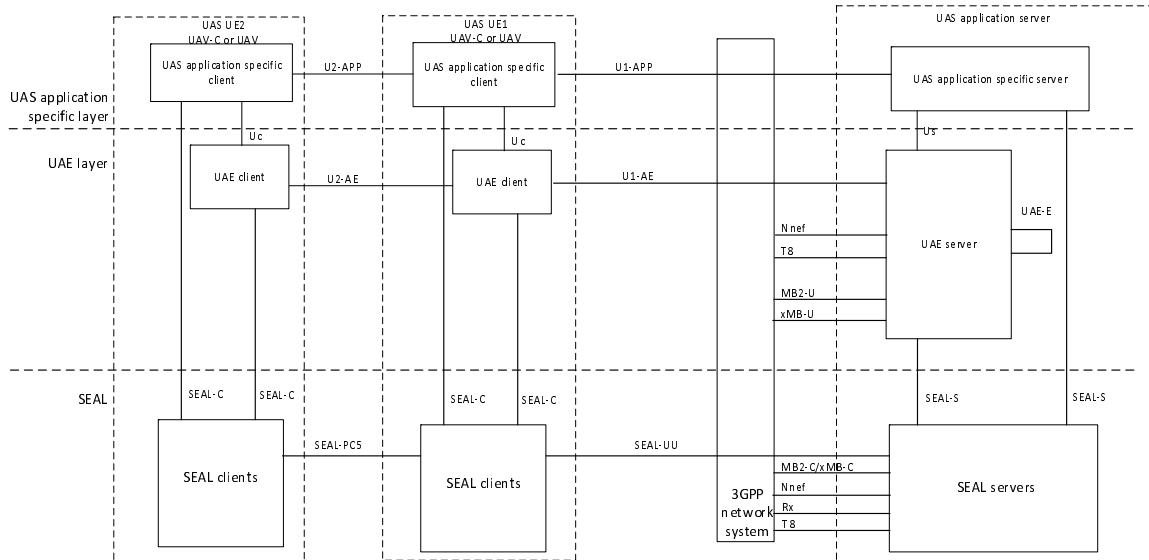 UAS UE2
UAV-C or UAV
UAS UE1
UAV-C or UAV
UAS application server
UAS application specific
client
U2-APP
UAS application specific
client
U1-APP
UAS application specific server
UAS application
specific layer
Uc
Uc
Us
UAE layer
UAE client
U2-AE
UAE client
U1-AE
UAE-E
UAE server
Nnef
T8
MB2-U
xMB-U
SEAL
SEAL-C
SEAL-C
SEAL-C
SEAL-C
SEAL-S
SEAL-S
SEAL-PC5
SEAL-UU
SEAL clients
SEAL clients
MB2-C/xMB-C
Nnef
Rx
T8
3GPP
network
system
SEAL servers